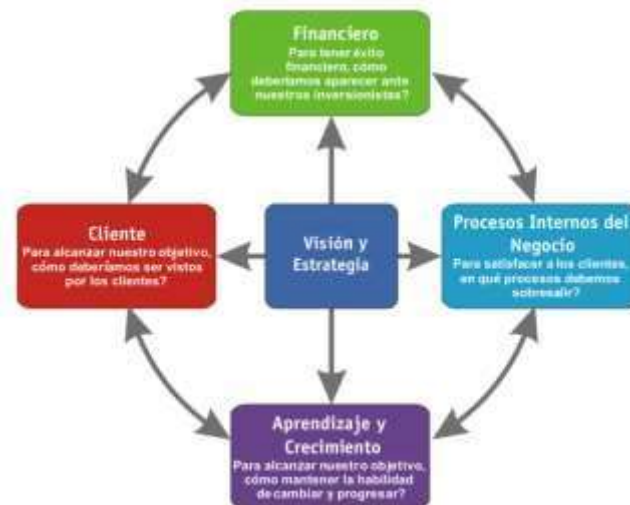 Financiero
Para tener éxito
financiero, cómo
deberíamos aparecer ante
nuestros inversionistas?
Cliente
Para alcanzar nuestro objetivo,
cómo deberíamos ser vistos
por los clientes?
Visión y
Estrategia
Procesos Internos del
Negocio
Para satisfacer a los clientes,
en qué procesos debemos
sobresalir?
Aprendizaje y
Crecimiento
Para alcanzar nuestro objetivo,
cómo mantener la habilidad
de cambiar y progresar?